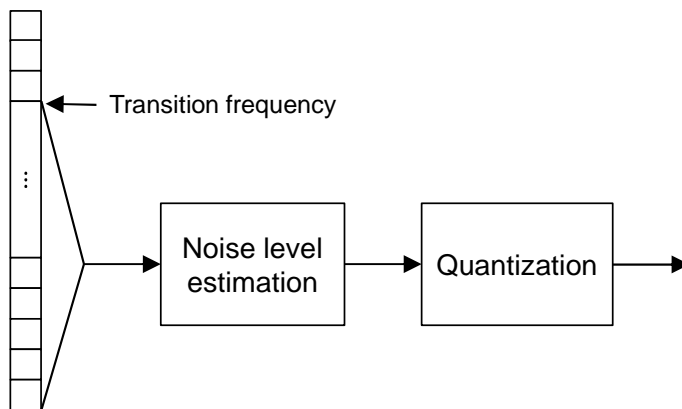 Transition frequency
...
Noise level
estimation
Quantization